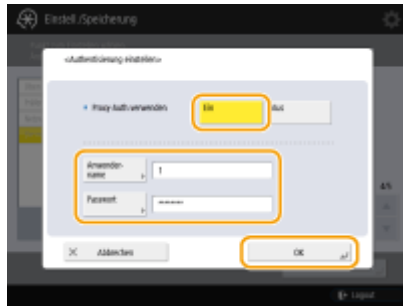 Einstell./Speicherung
<Authentisierung einstellen>
Proxy-Auth. verwenden
Ein
Aus
Anwender-
name
1
Passwort
*******
Abbrechen
OK
Logout